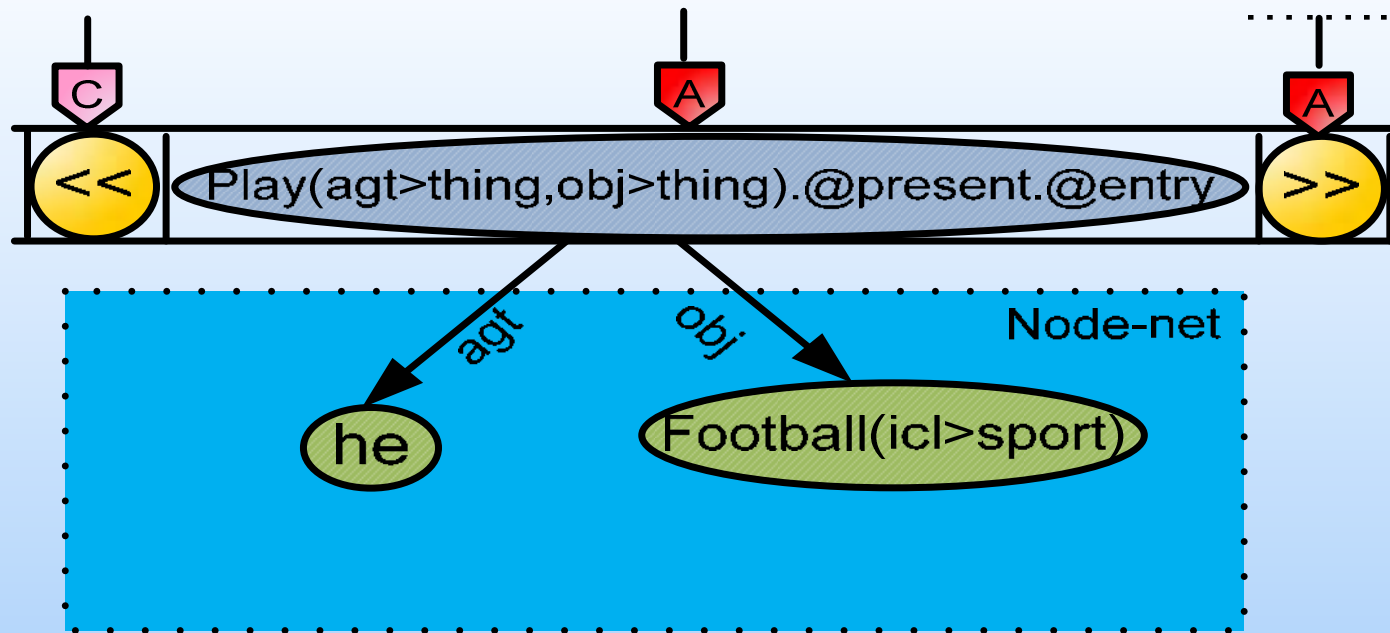 C
A
A
<<
Play(agt>thing,obj>thing).@present.@entry
>>
agt
obj
Node-net
he
Football(icl>sport)